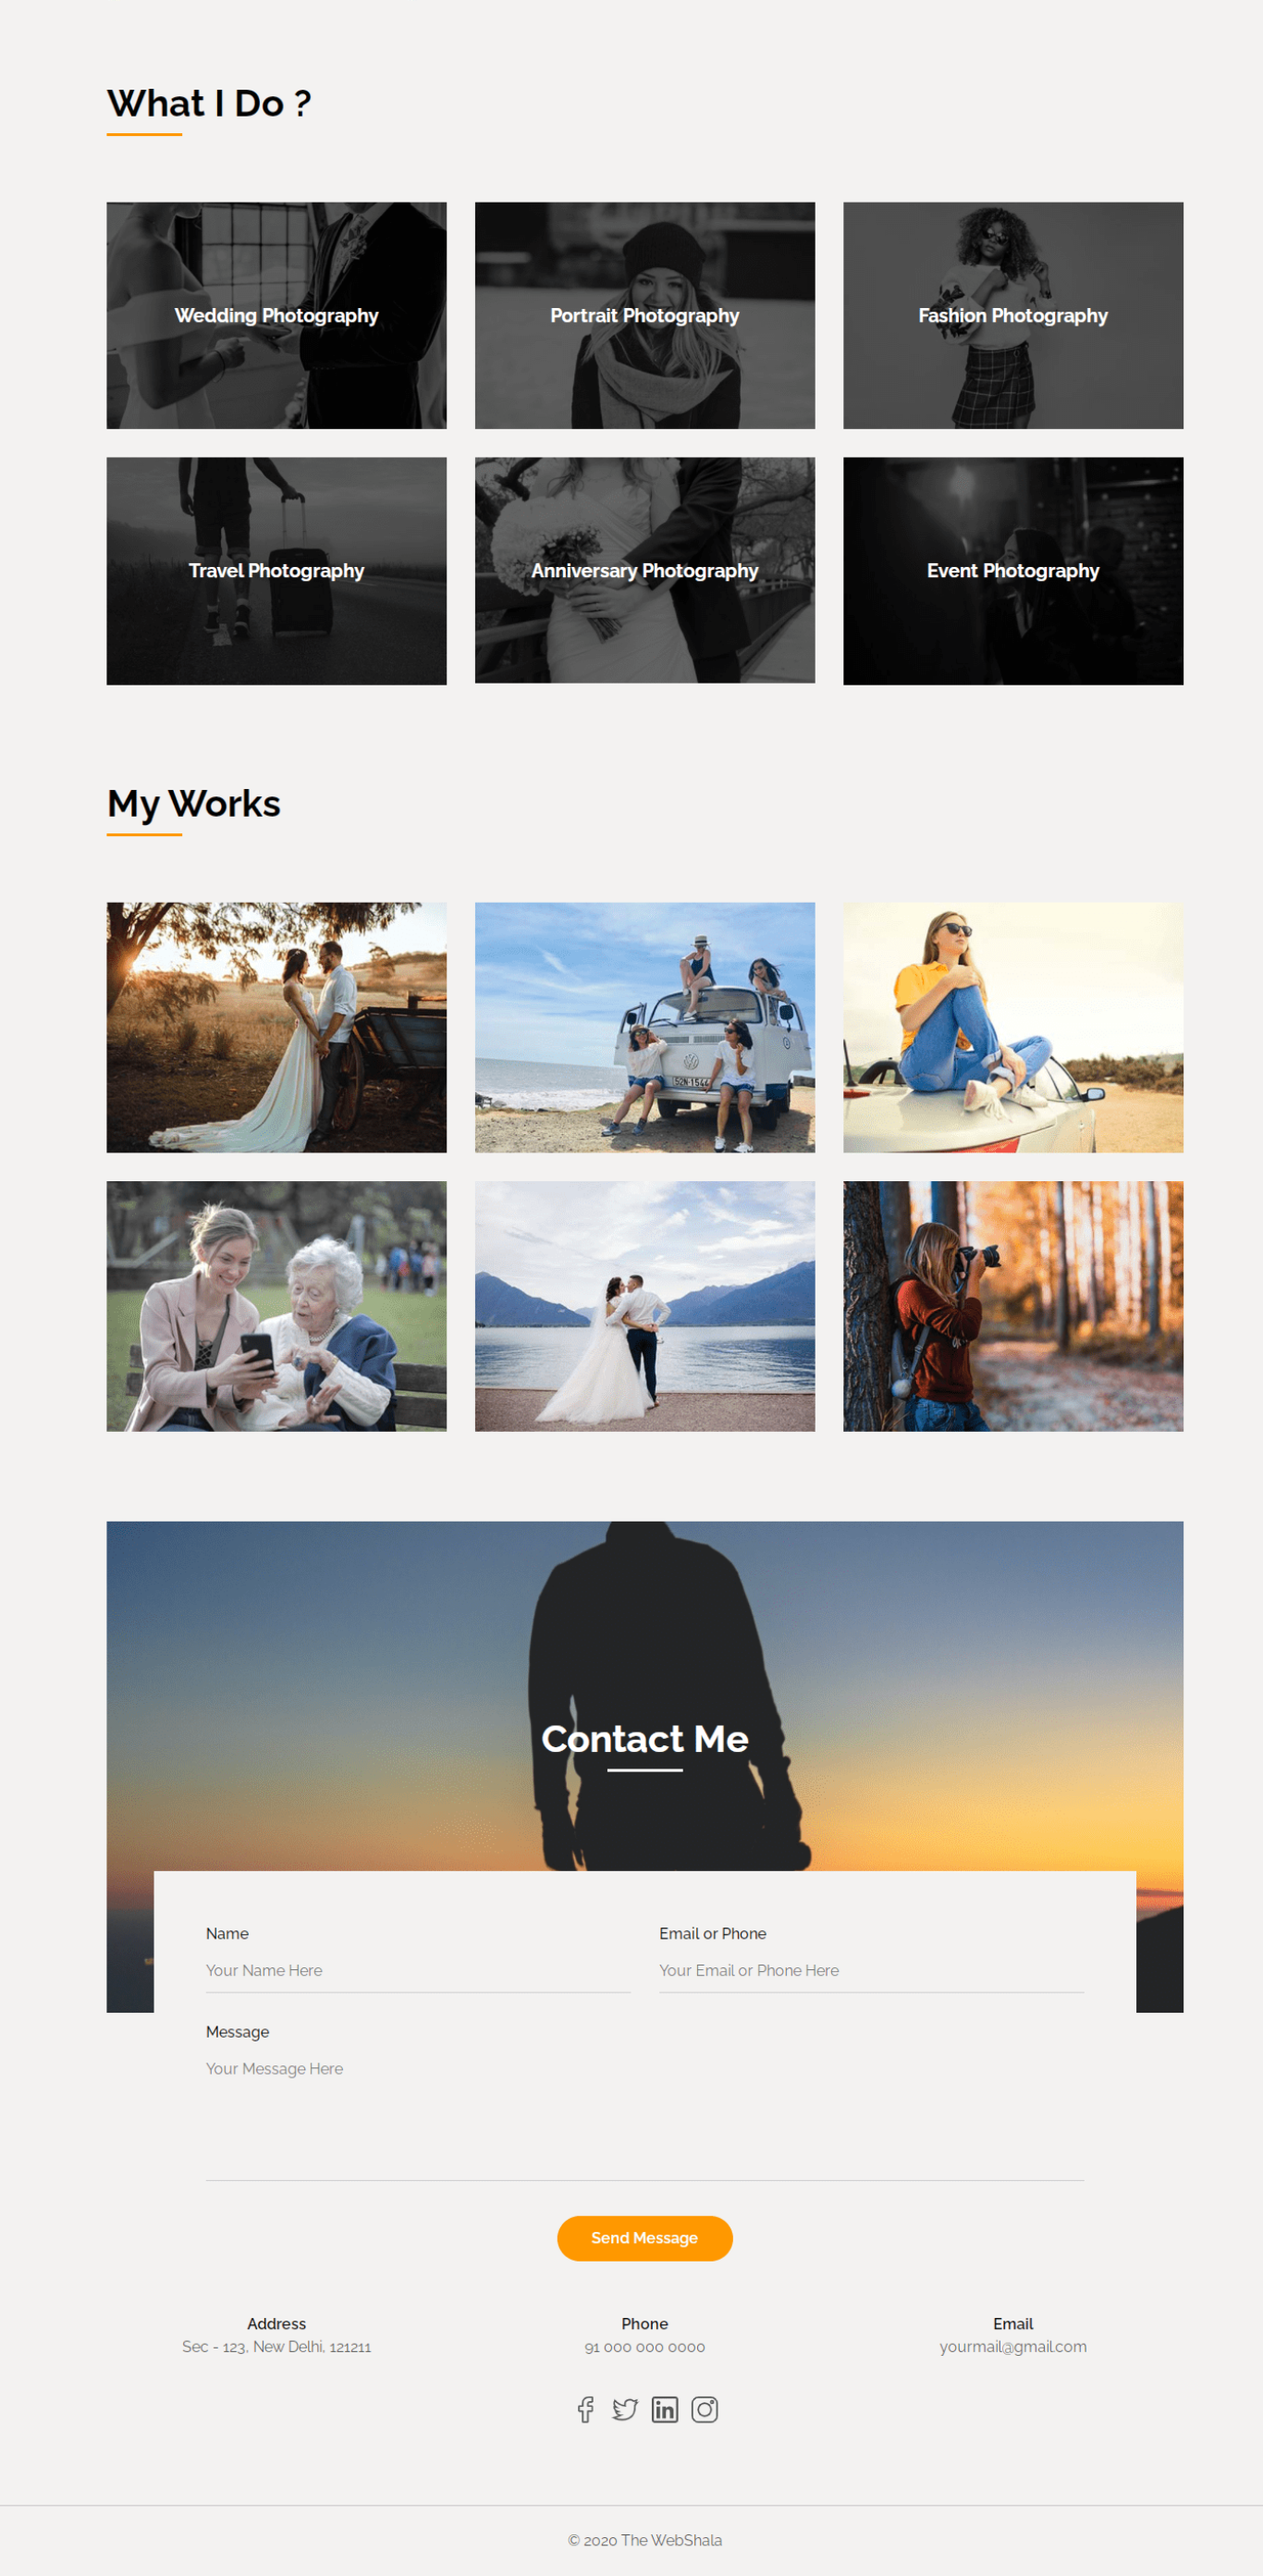 What I Do ?
Wedding Photography
Portrait Photography
Fashion Photography
Travel Photography
Anniversary Photography
Event Photography
My Works
Contact Me
Name
Email or Phone
Your Name Here
Your Email or Phone Here
Message
Your Message Here
Send Message
Address
Phone
Email
Sec - 123, New Delhi, 121211
91 000 000 0000
yourmail@gmail.com
© 2020 The WebShala